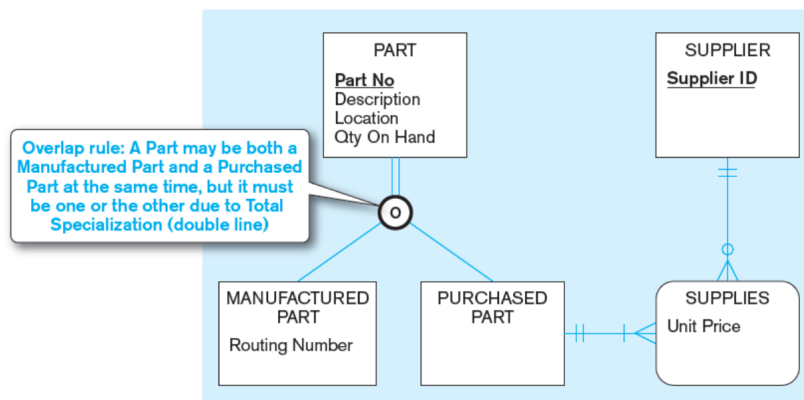 PART
Part No
Description
Location
Qty On Hand
SUPPLIER
Supplier ID
Overlap rule: A Part may be both a
Manufactured Part and a Purchased
Part at the same time, but it must
be one or the other due to Total
Specialization (double line)
O
MANUFACTURED
PART
Routing Number
PURCHASED
PART
SUPPLIES
Unit Price